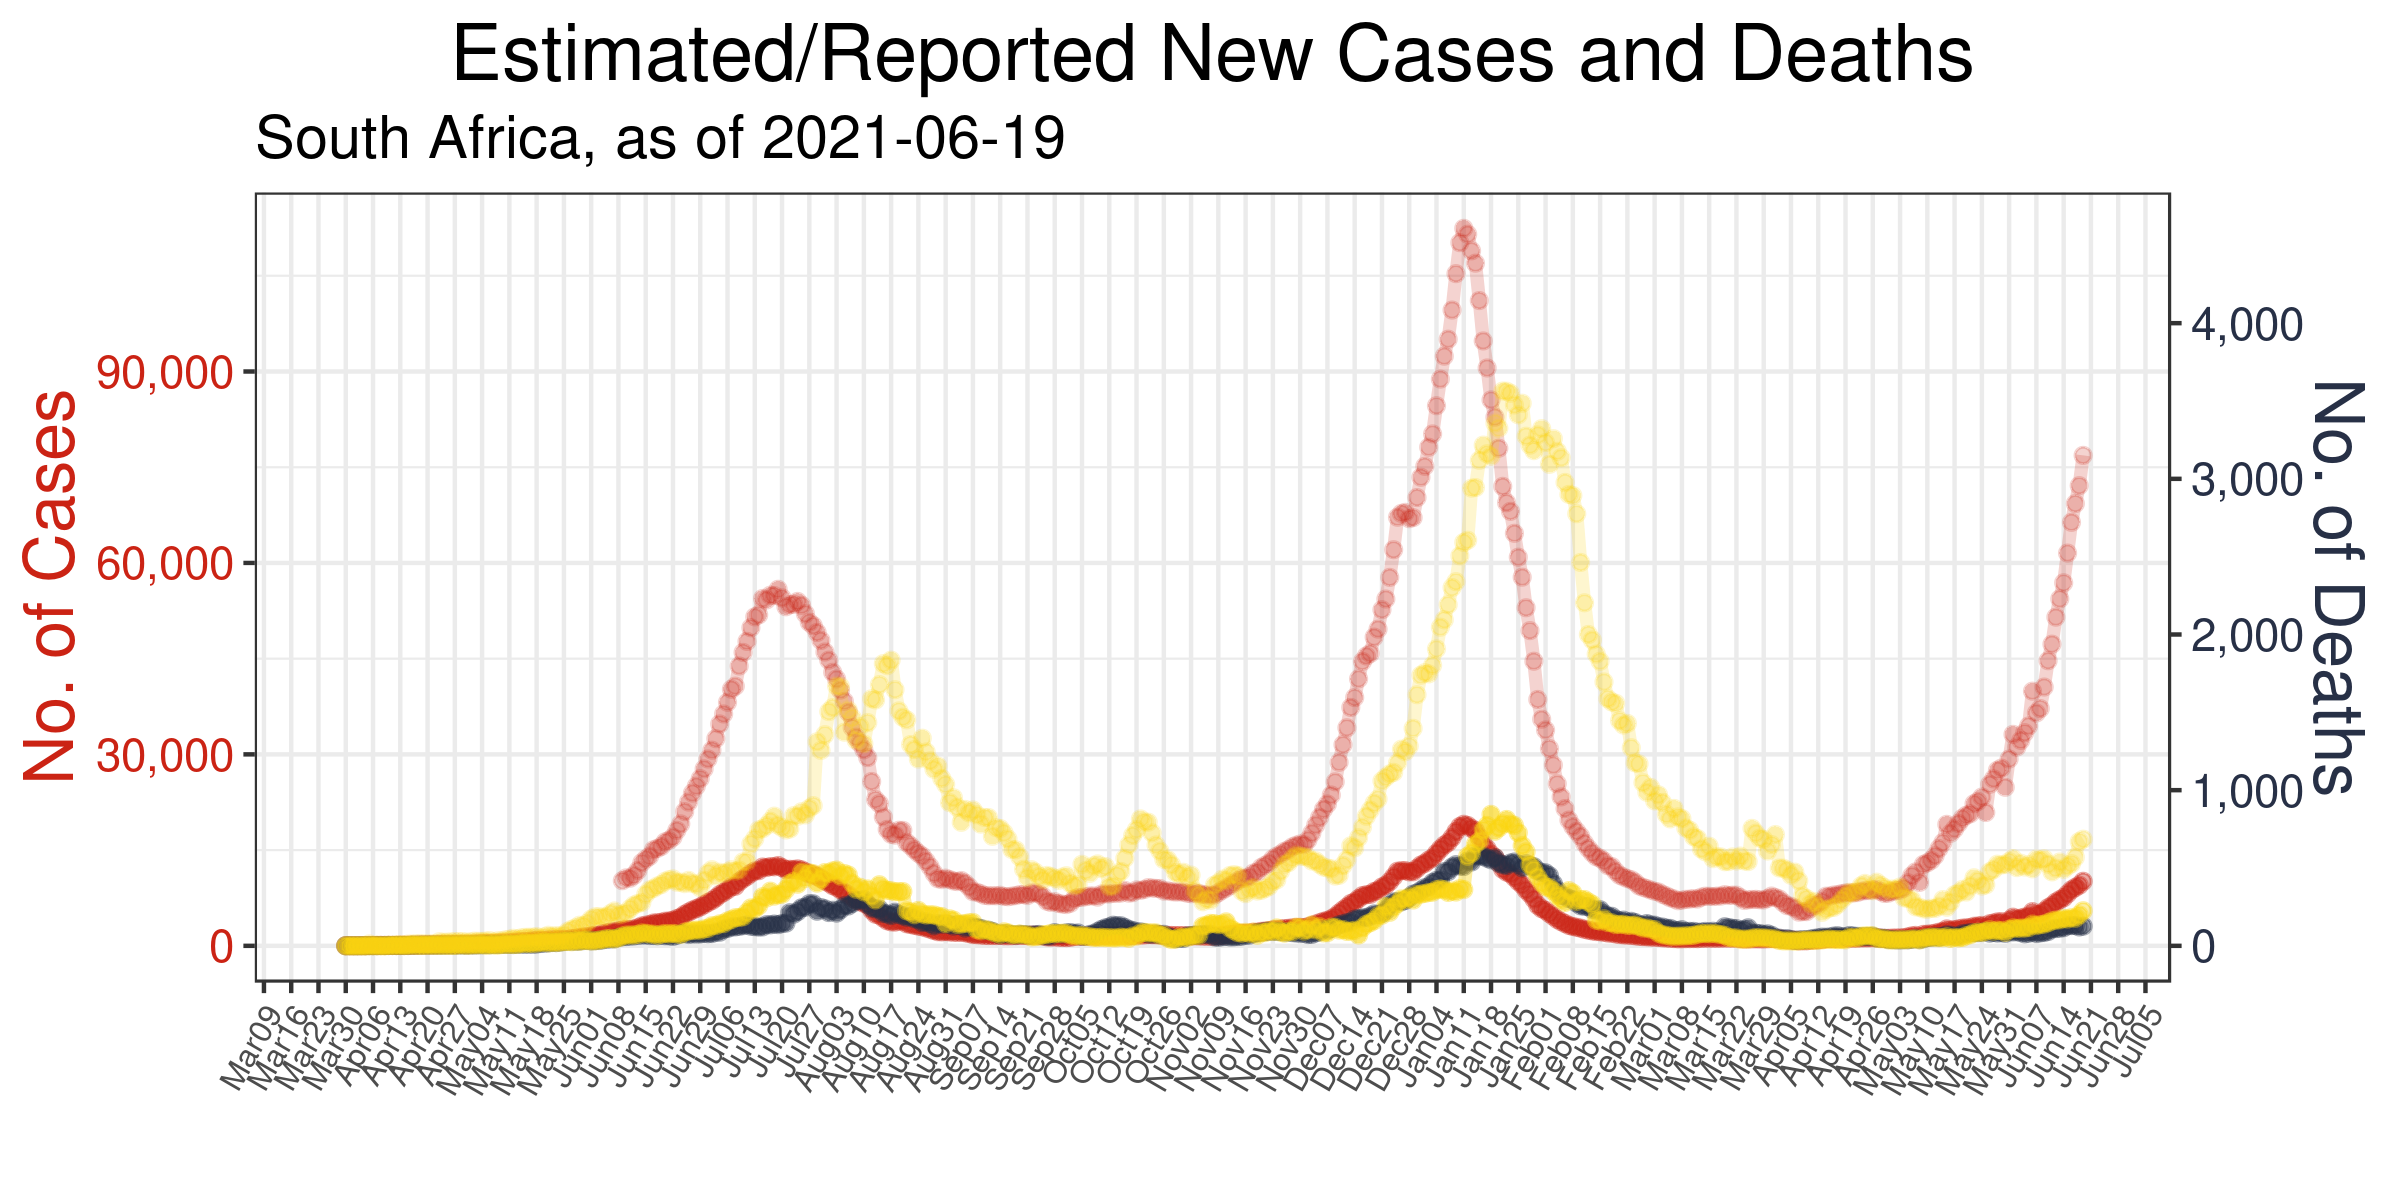 Estimated/Reported New Cases and Deaths
South Africa, as of 2021-06-19
No. of Cases
90,000
60,000
30,000
0
4,000
3,000
2,000
1,000
0
No. of Deaths
Mar09
Mar16
Mar23
Mar30
Apr06
Apr13
Apr20
Apr27
May04
May11
May18
May25
Jun01
Jun08
Jun15
Jun22
Jun29
Jul06
Jul13
Jul20
Jul27
Aug03
Aug10
Aug17
Aug24
Aug31
Sep07
Sep14
Sep21
Sep28
Oct05
Oct12
Oct19
Oct26
Nov02
Nov09
Nov16
Nov23
Nov30
Dec07
Dec14
Dec21
Dec28
Jan04
Jan11
Jan18
Jan25
Feb01
Feb08
Feb15
Feb22
Mar01
Mar08
Mar15
Mar22
Mar29
Apr05
Apr12
Apr19
Apr26
May03
May10
May17
May24
May31
Jun07
Jun14
Jun21
Jun28
Jul05